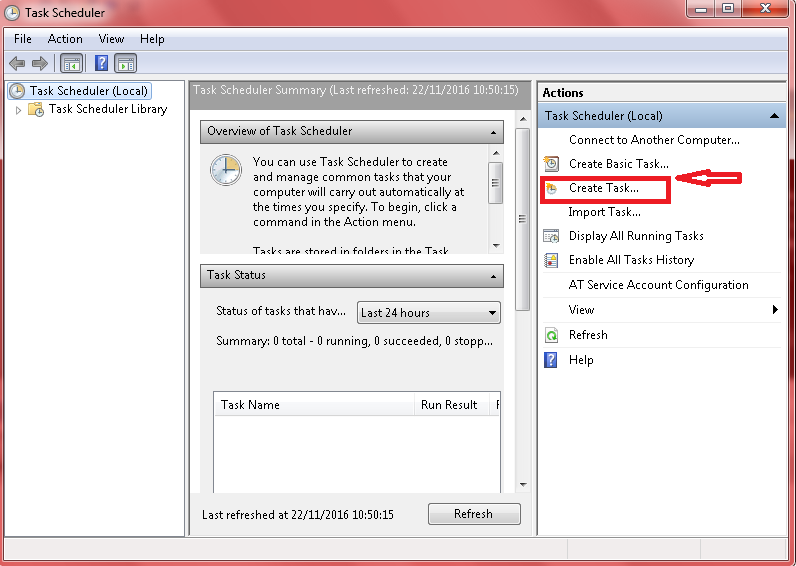 Task Scheduler
File Action View Help
Task Scheduler (Local)
Task Scheduler Library
Task Scheduler Summary (Last refreshed: 22/11/2016 10:50:15)
Overview of Task Scheduler
You can use Task Scheduler to create
and manage common tasks that your
computer will carry out automatically at
the times you specify. To begin, click a
command in the Action menu.
Tasks are stored in folders in the Task
Task Status
Status of tasks that hav... Last 24 hours
Summary: 0 total - 0 running, 0 succeeded, 0 stopp...
Task Name Run Result
Last refreshed at 22/11/2016 10:50:15 Refresh
Actions
Task Scheduler (Local)
Connect to Another Computer...
Create Basic Task...
Create Task...
Import Task...
Display All Running Tasks
Enable All Tasks History
AT Service Account Configuration
View
Refresh
Help